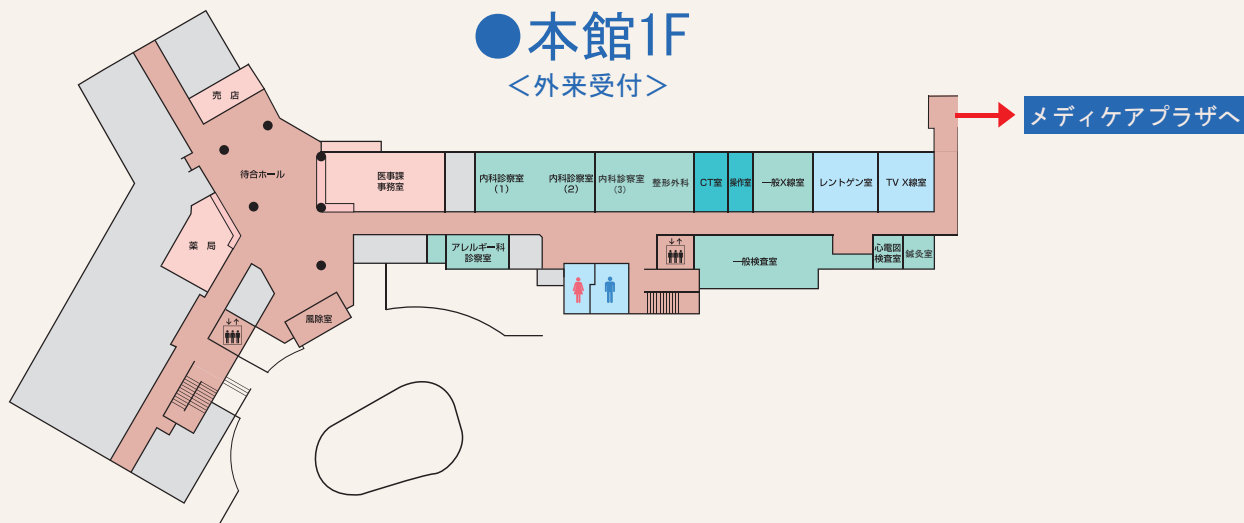 ●本館1F
＜外来受付＞
メディケアプラザへ
売 店
待合ホール
医事課
事務室
内科診察室
（1）
内科診察室
（2）
内科診察室
（3）
整形外科
CT室
操作室
一般X線室
レントゲン室
TV X線室
薬 局
アレルギー科
診察室
一般検査室
心電図
検査室
鍼灸室
風除室